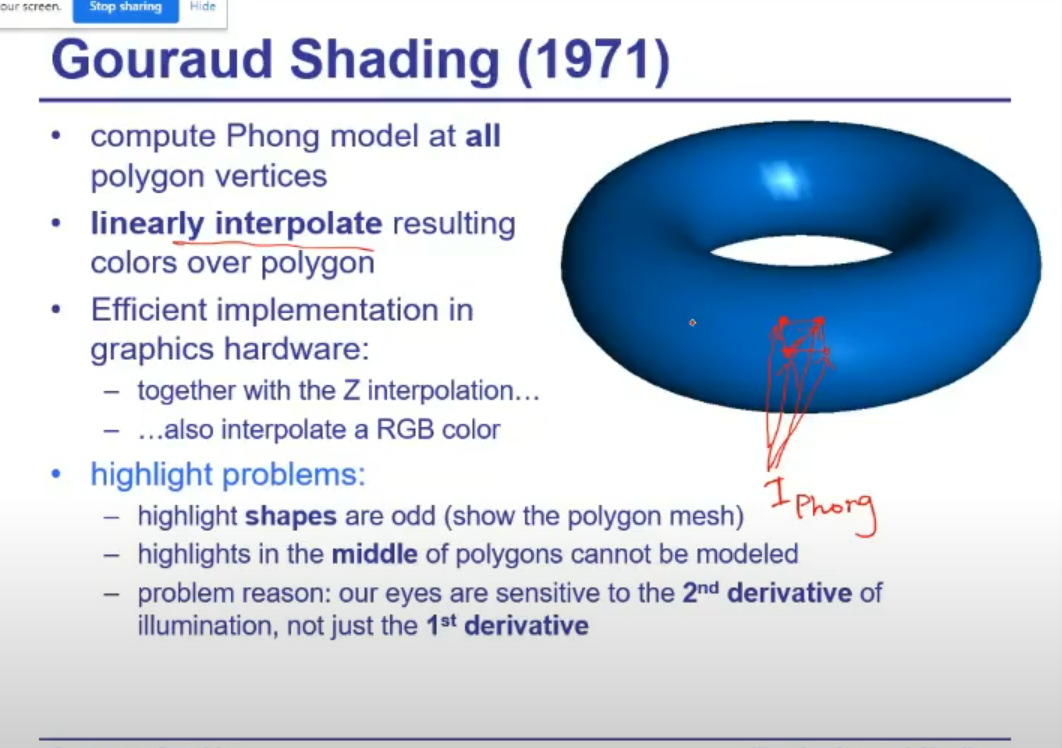 our screen. Stop sharing Hide
Gouraud Shading (1971)
• compute Phong model at all
polygon vertices
• linearly interpolate resulting
colors over polygon
• Efficient implementation in
graphics hardware:
– together with the Z interpolation…
– …also interpolate a RGB color
• highlight problems:
– highlight shapes are odd (show the polygon mesh)
– highlights in the middle of polygons cannot be modeled
– problem reason: our eyes are sensitive to the 2nd derivative of
illumination, not just the 1st derivative
I Phong